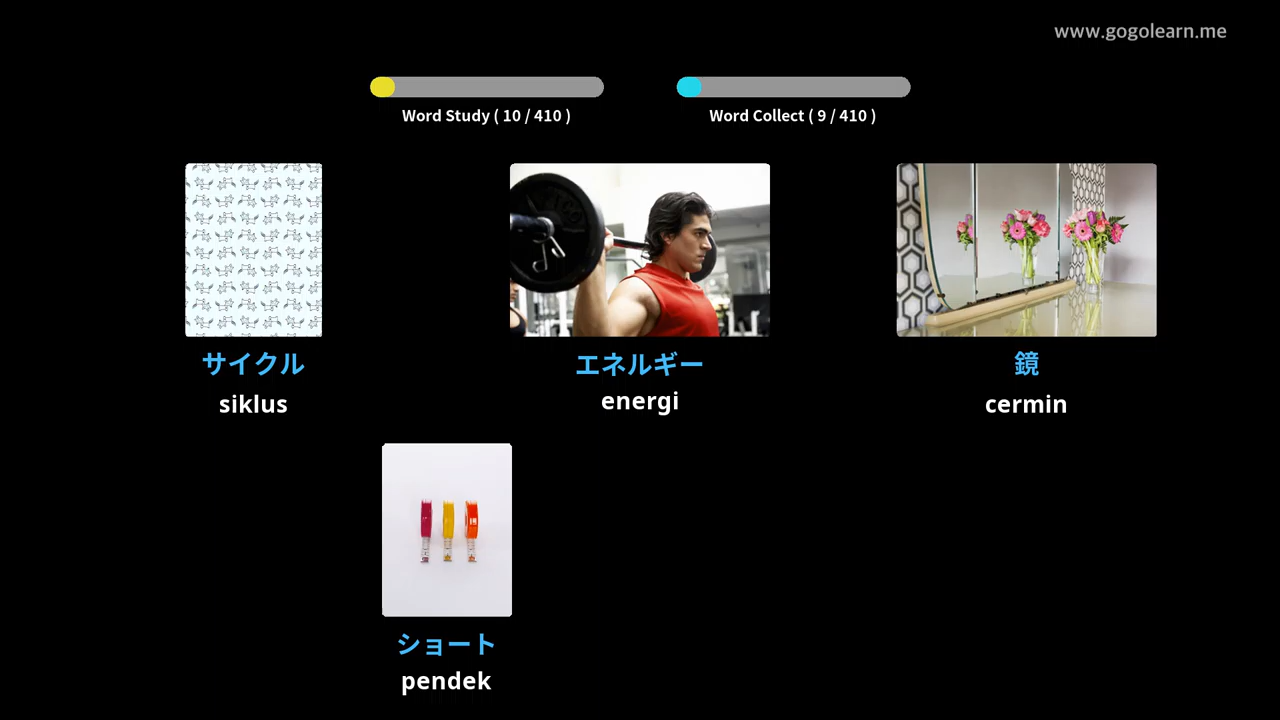 www.gogolearn.me
Word Study ( 10 / 410 )
Word Collect ( 9 / 410 )
サイクル
siklus
エネルギー
energi
鏡
cermin
ショート
pendek